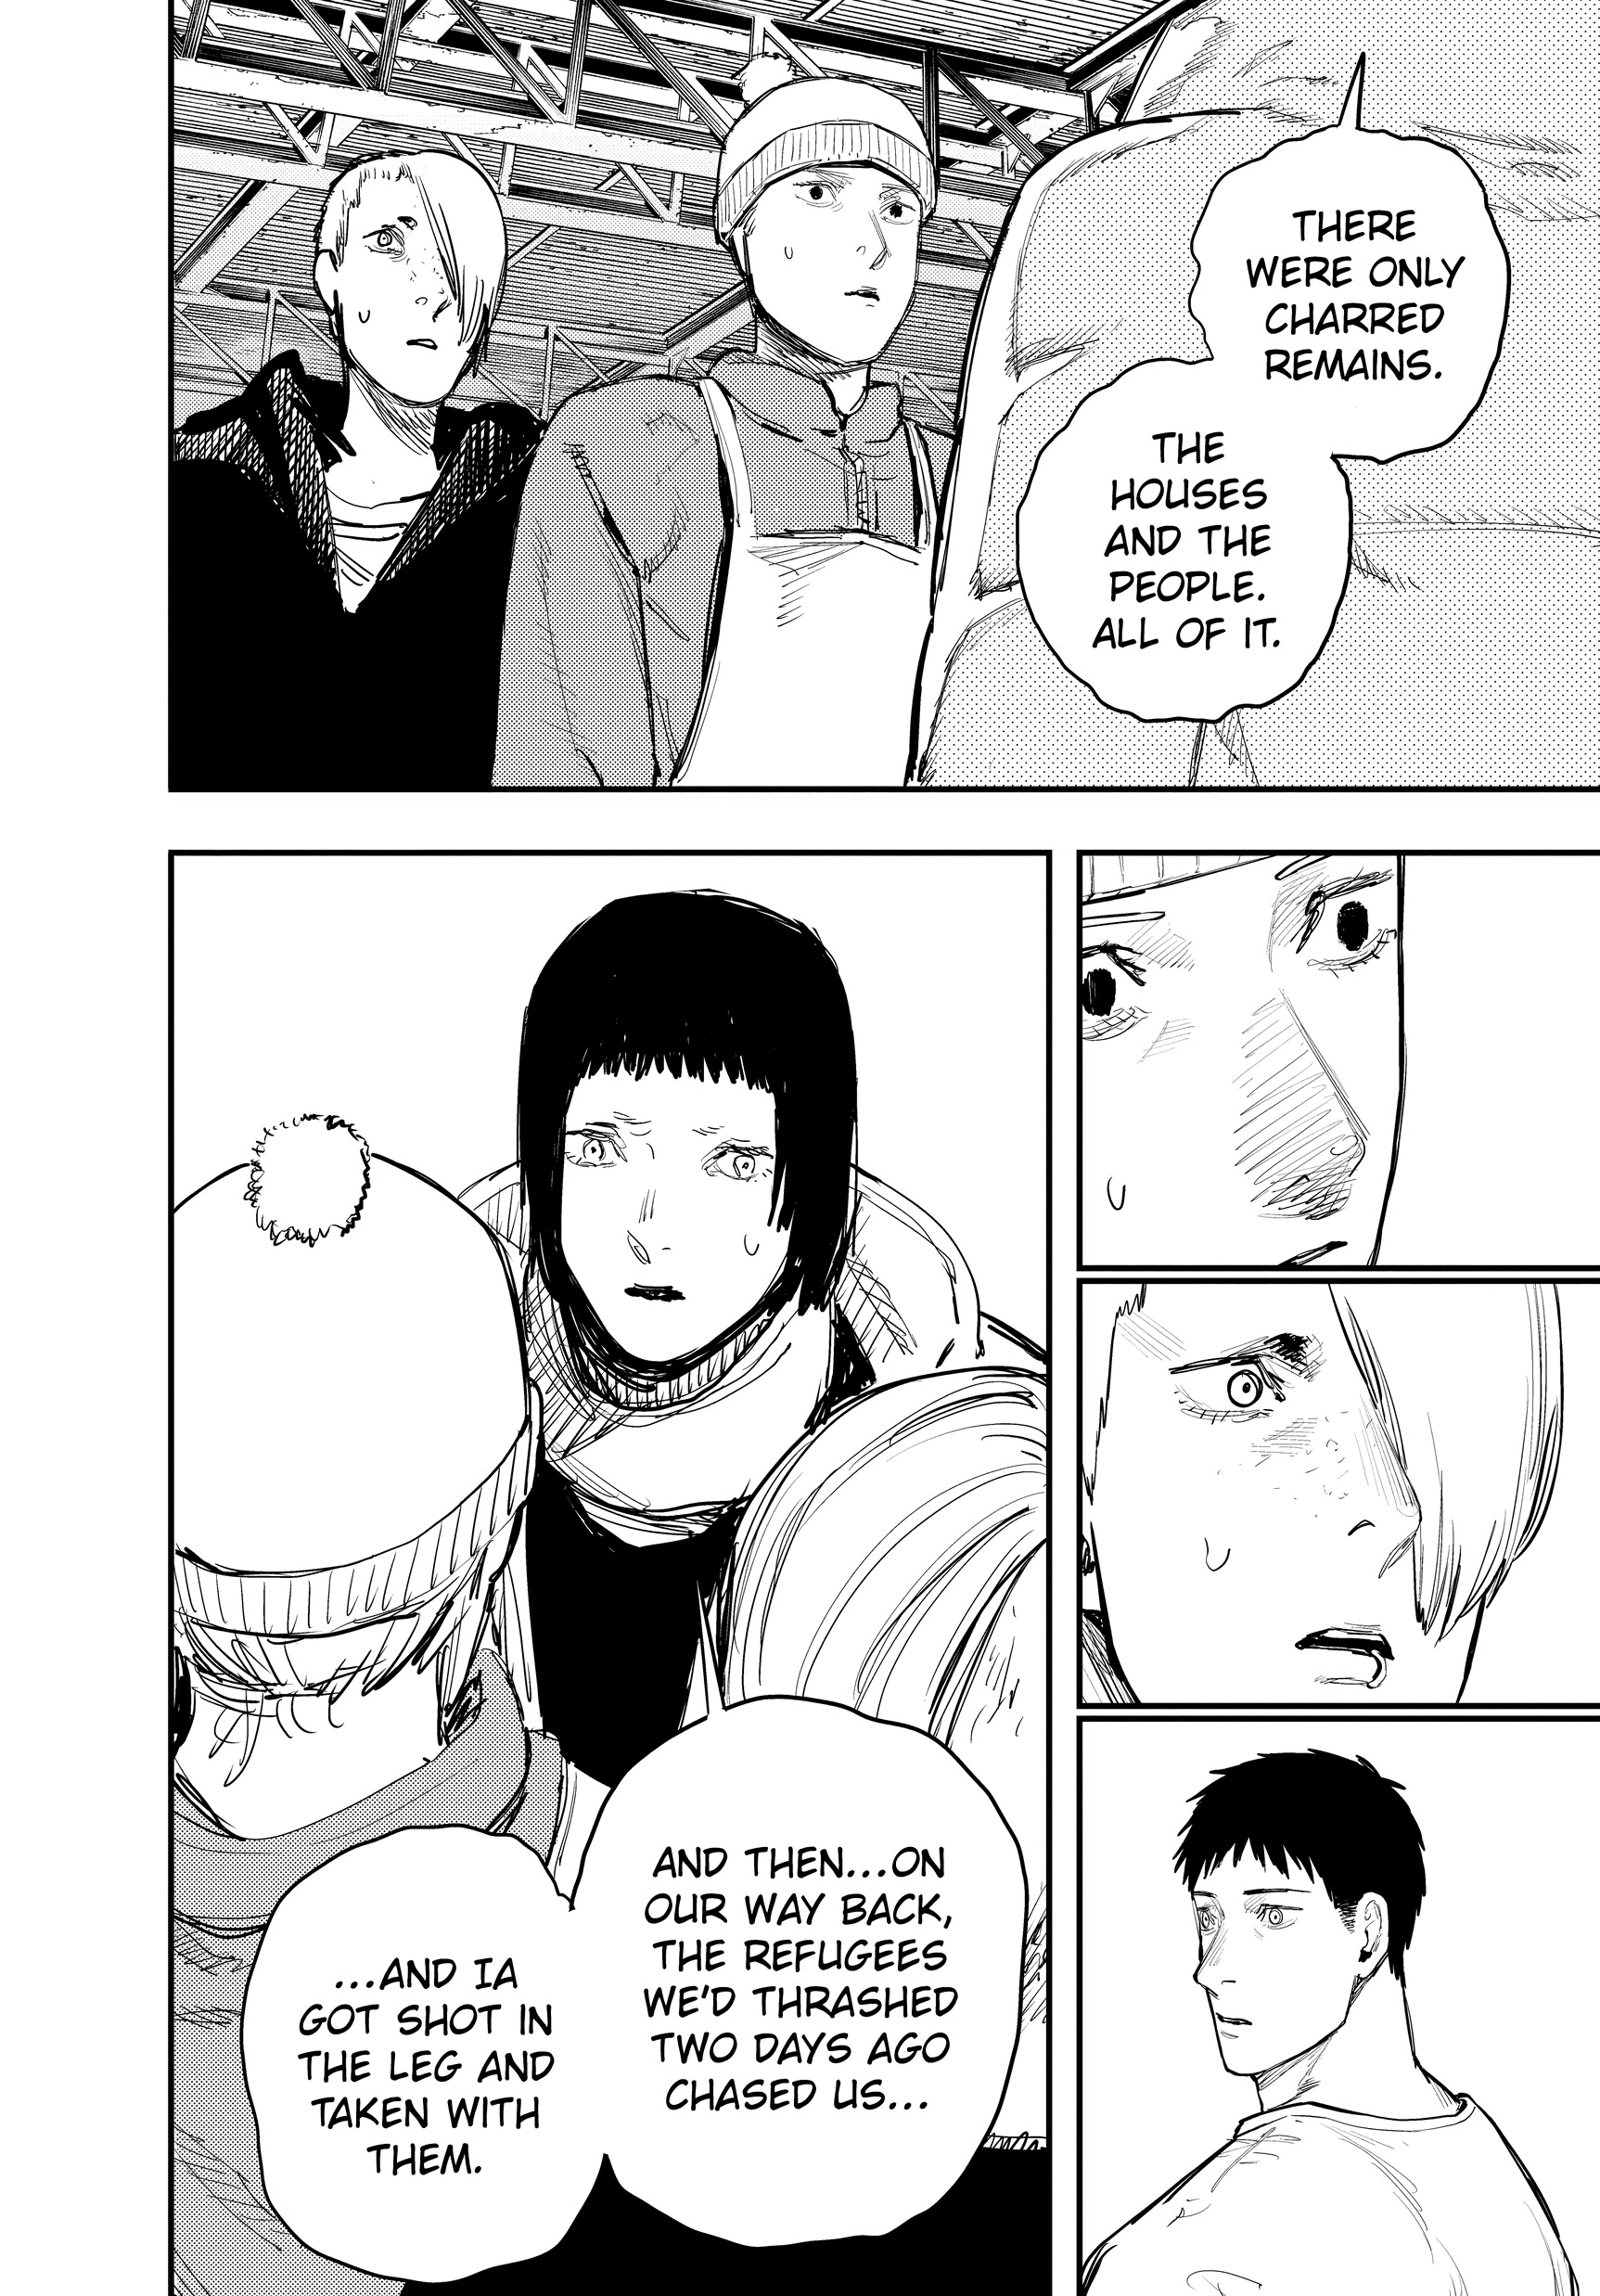 THERE
WERE ONLY
CHARRED
REMAINS.
THE
HOUSES
AND THE
PEOPLE.
ALL OF IT.
AND THEN...ON
OUR WAY BACK,
THE REFUGEES
WE'D THRASHED
TWO DAYS AGO
CHASED US...
...AND IA
GOT SHOT IN
THE LEG AND
TAKEN WITH
THEM.